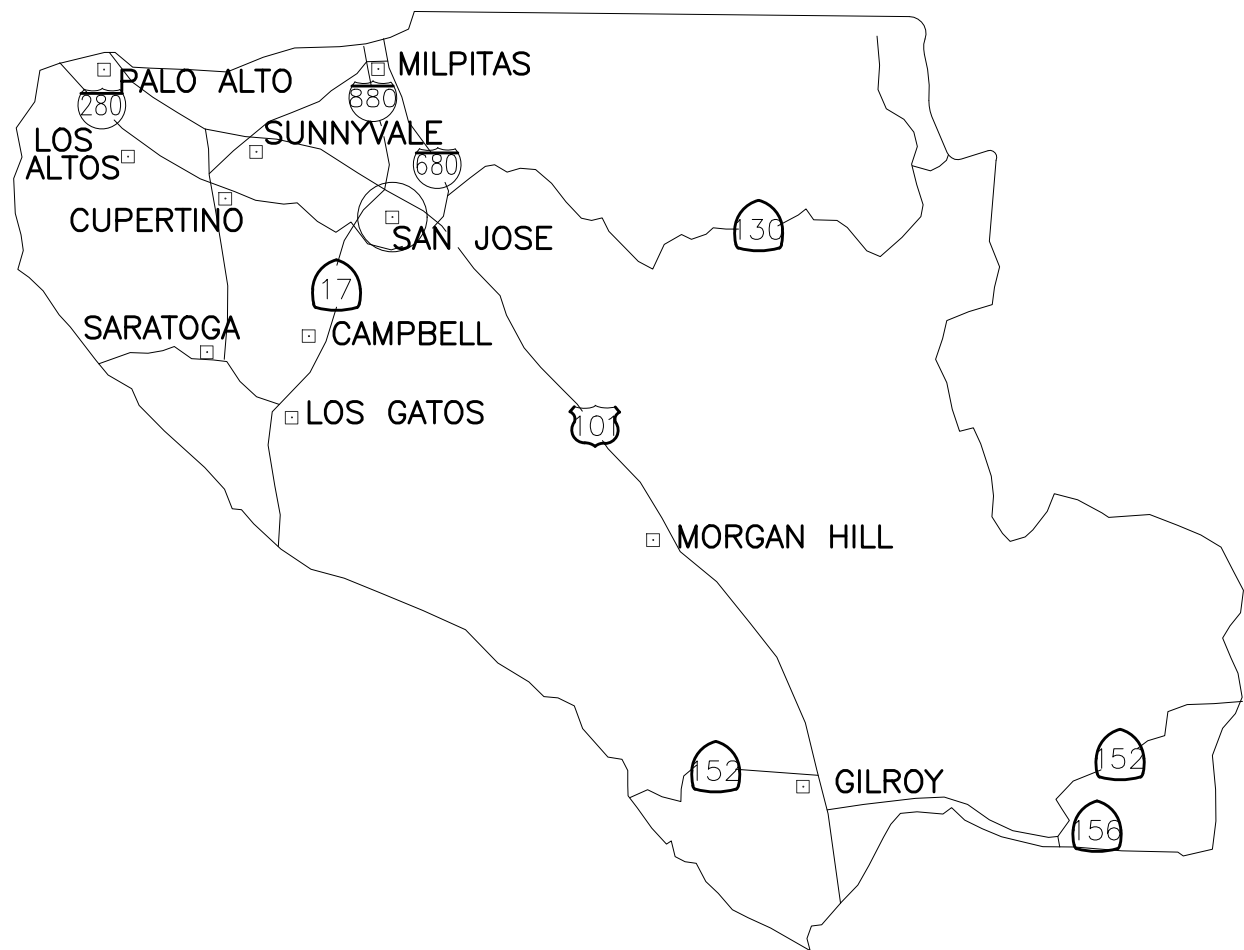 MILPITAS
PALO ALTO
280
880
LOS
ALTOS
SUNNYVALE
680
CUPERTINO
SAN JOSE
130
17
SARATOGA
CAMPBELL
LOS GATOS
101
MORGAN HILL
152
GILROY
152
156